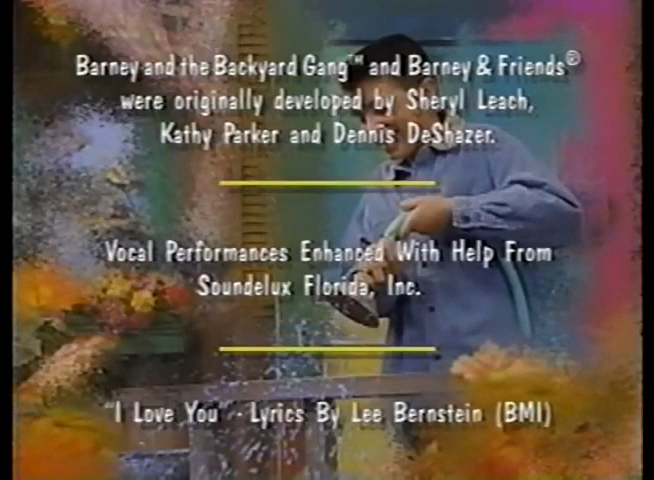 Barney and the Backyard Gang™ and Barney & Friends®
were originally developed by Sheryl Leach,
Kathy Parker and Dennis DeShazer.
Vocal Performances Enhanced With Help From
Soundelux Florida, Inc.
"I Love You" - Lyrics By Lee Bernstein (BMI)